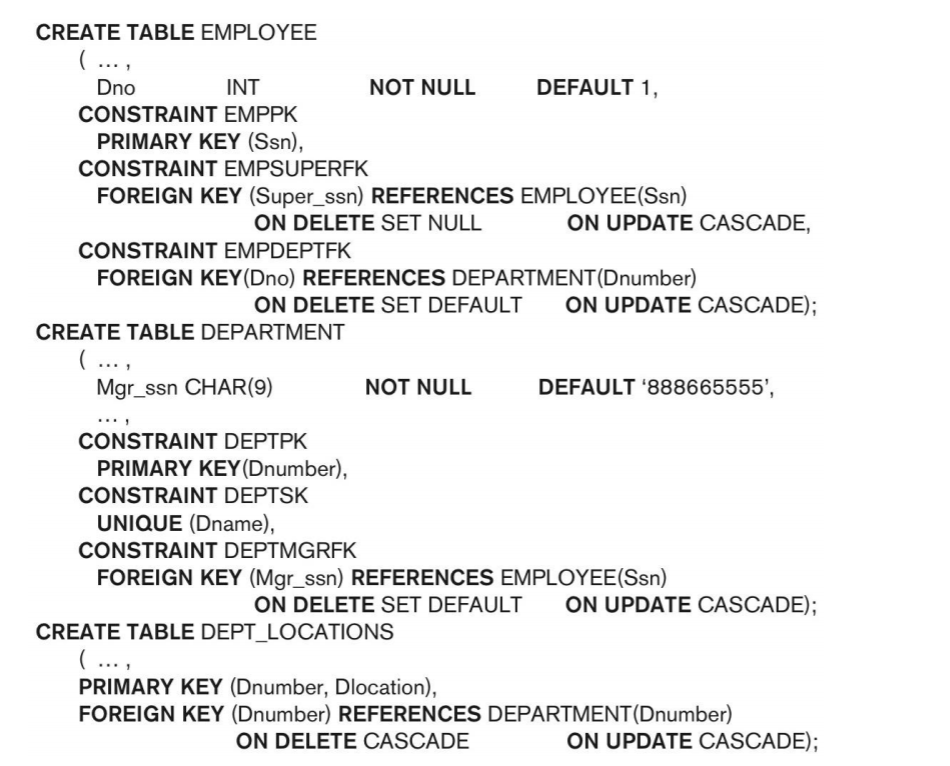 CREATE TABLE EMPLOYEE
( … ,
Dno INT NOT NULL DEFAULT 1,
CONSTRAINT EMPPK
PRIMARY KEY (Ssn),
CONSTRAINT EMPSUPERFK
FOREIGN KEY (Super_ssn) REFERENCES EMPLOYEE(Ssn)
ON DELETE SET NULL ON UPDATE CASCADE,
CONSTRAINT EMPDEPTFK
FOREIGN KEY(Dno) REFERENCES DEPARTMENT(Dnumber)
ON DELETE SET DEFAULT ON UPDATE CASCADE);
CREATE TABLE DEPARTMENT
( … ,
Mgr_ssn CHAR(9) NOT NULL DEFAULT ‘888665555’,
… ,
CONSTRAINT DEPTPK
PRIMARY KEY(Dnumber),
CONSTRAINT DEPTSK
UNIQUE (Dname),
CONSTRAINT DEPTMGRFK
FOREIGN KEY (Mgr_ssn) REFERENCES EMPLOYEE(Ssn)
ON DELETE SET DEFAULT ON UPDATE CASCADE);
CREATE TABLE DEPT_LOCATIONS
( … ,
PRIMARY KEY (Dnumber, Dlocation),
FOREIGN KEY (Dnumber) REFERENCES DEPARTMENT(Dnumber)
ON DELETE CASCADE ON UPDATE CASCADE);